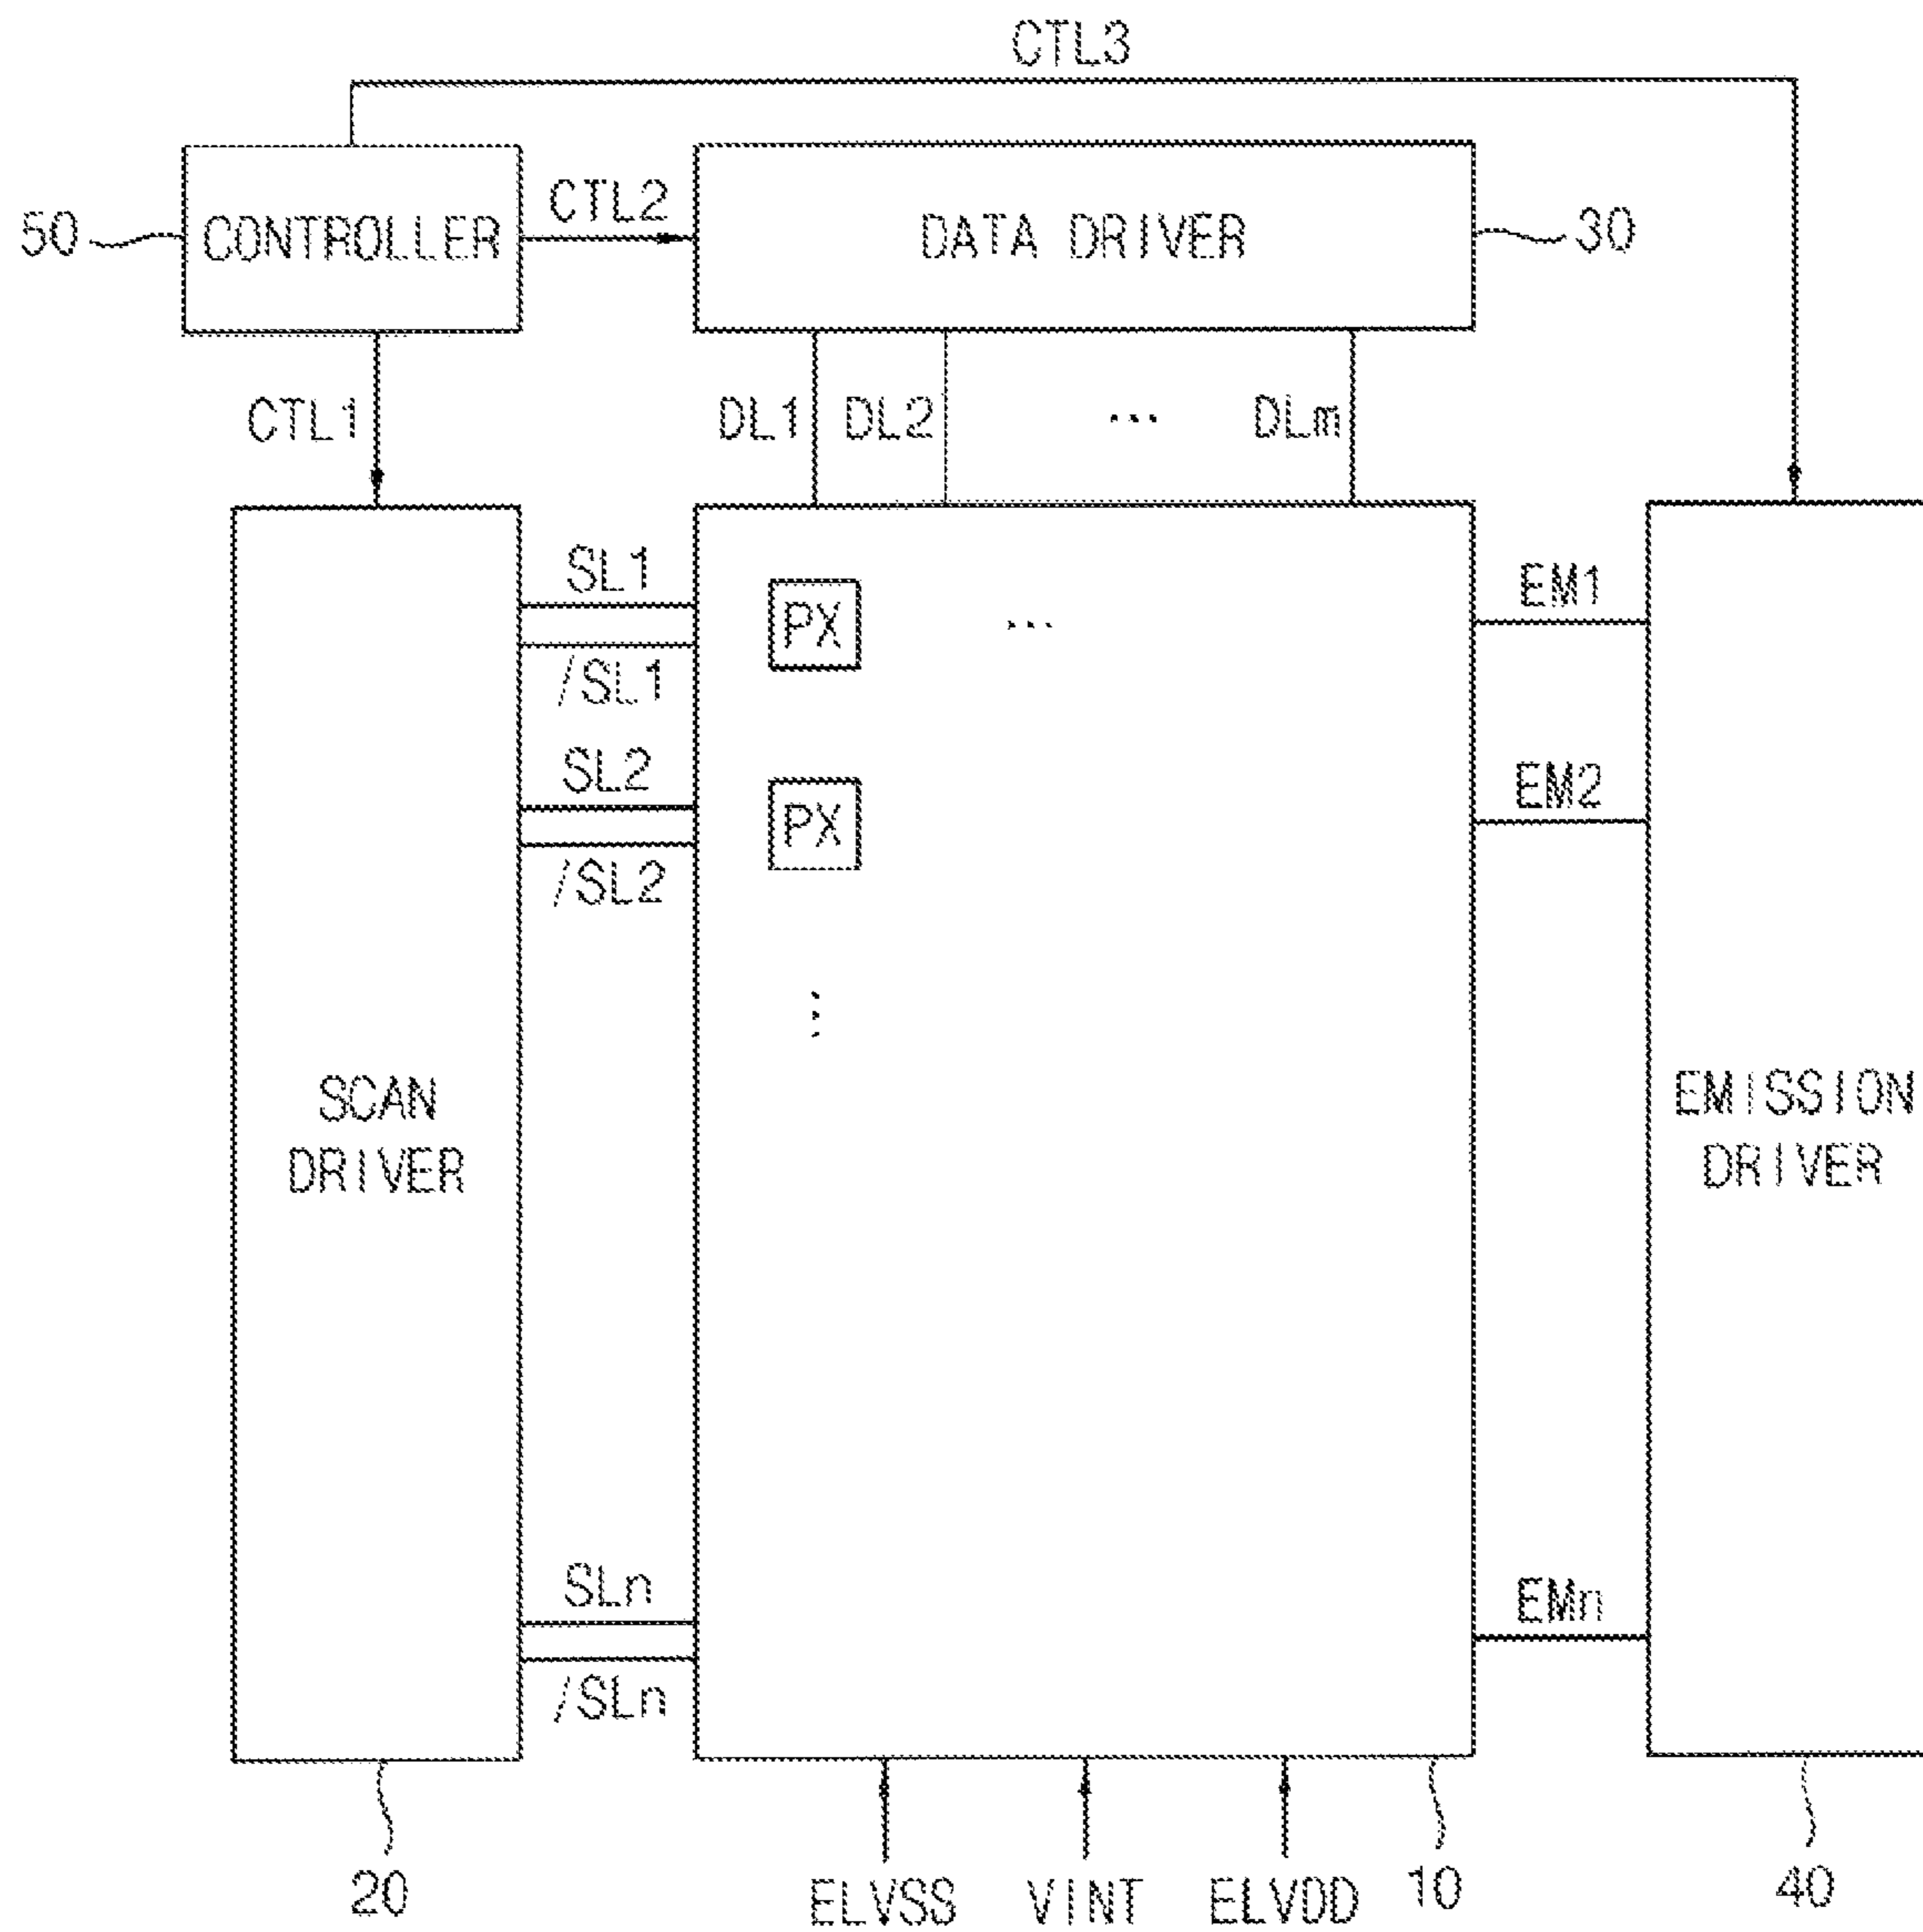 CTL3
50
CONTROLLER
CTL2
DATA DRIVER
30
CTL1
DL1
DL2
...
DLm
SL1
/SL1
PX
...
EM1
SL2
/SL2
PX
EM2
SCAN
DRIVER
EMISSION
DRIVER
SLn
/SLn
EMn
20
ELVSS
VINT
ELVDD
10
40